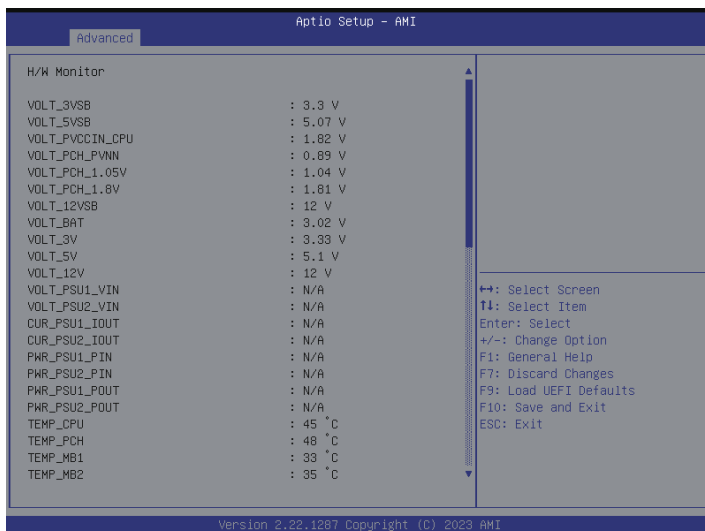 Aptio Setup – AMI
Advanced
H/W Monitor
VOLT_3VSB : 3.3 V
VOLT_5VSB : 5.07 V
VOLT_PVCCIN_CPU : 1.82 V
VOLT_PCH_PVNN : 0.89 V
VOLT_PCH_1.05V : 1.04 V
VOLT_PCH_1.8V : 1.81 V
VOLT_12VSB : 12 V
VOLT_BAT : 3.02 V
VOLT_3V : 3.33 V
VOLT_5V : 5.1 V
VOLT_12V : 12 V
VOLT_PSU1_VIN : N/A
VOLT_PSU2_VIN : N/A
CUR_PSU1_IOUT : N/A
CUR_PSU2_IOUT : N/A
PWR_PSU1_PIN : N/A
PWR_PSU2_PIN : N/A
PWR_PSU1_POUT : N/A
PWR_PSU2_POUT : N/A
TEMP_CPU : 45 °C
TEMP_PCH : 48 °C
TEMP_MB1 : 33 °C
TEMP_MB2 : 35 °C
↔: Select Screen
↑↓: Select Item
Enter: Select
+/-: Change Option
F1: General Help
F7: Discard Changes
F9: Load UEFI Defaults
F10: Save and Exit
ESC: Exit
Version 2.22.1287 Copyright (C) 2023 AMI